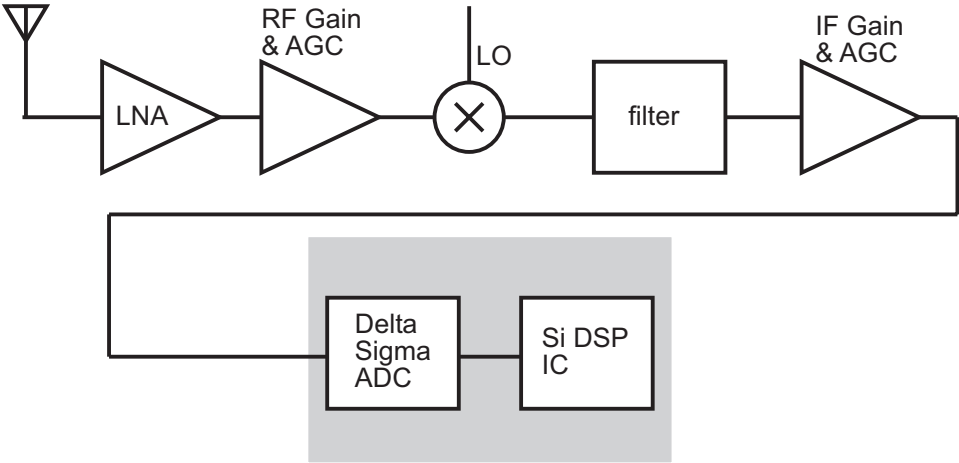 RF Gain
& AGC
LO
IF Gain
& AGC
LNA
filter
Delta
Sigma
ADC
Si DSP
IC